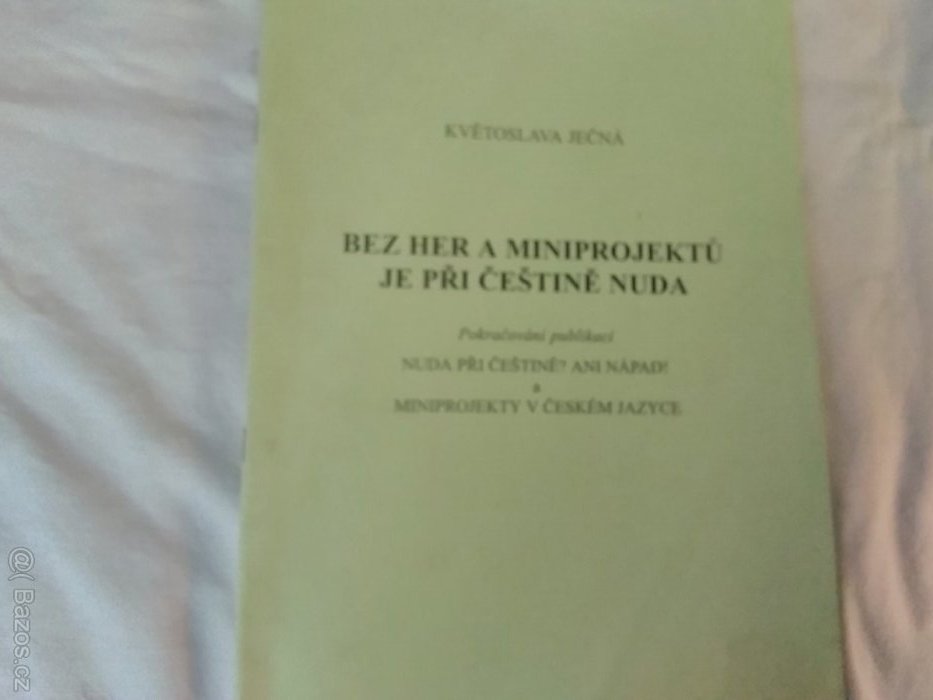 KVĚTOSLAVA JEČNÁ
BEZ HER A MINIPROJEKTŮ
JE PŘI ČEŠTINĚ NUDA
Pokračování publikací
NUDA PŘI ČEŠTINĚ? ANI NÁPAD!
a
MINIPROJEKTY V ČESKÉM JAZYCE
@( Bazos.cz